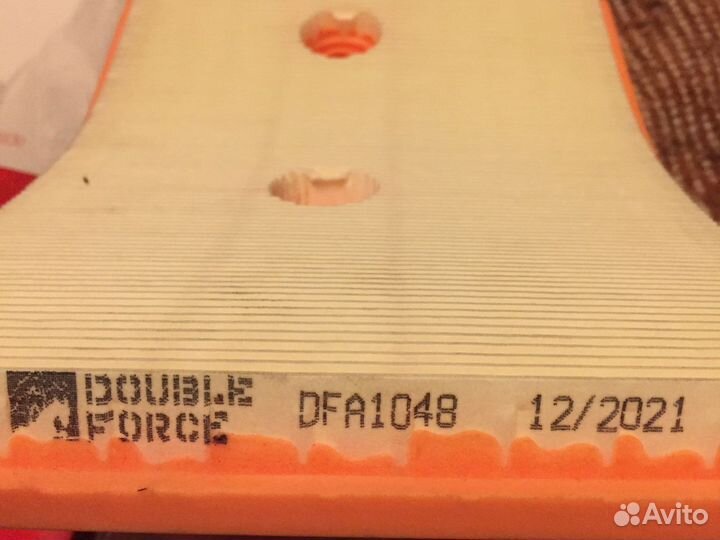 DOUBLE
FORCE
DFA1048 12/2021
Avito